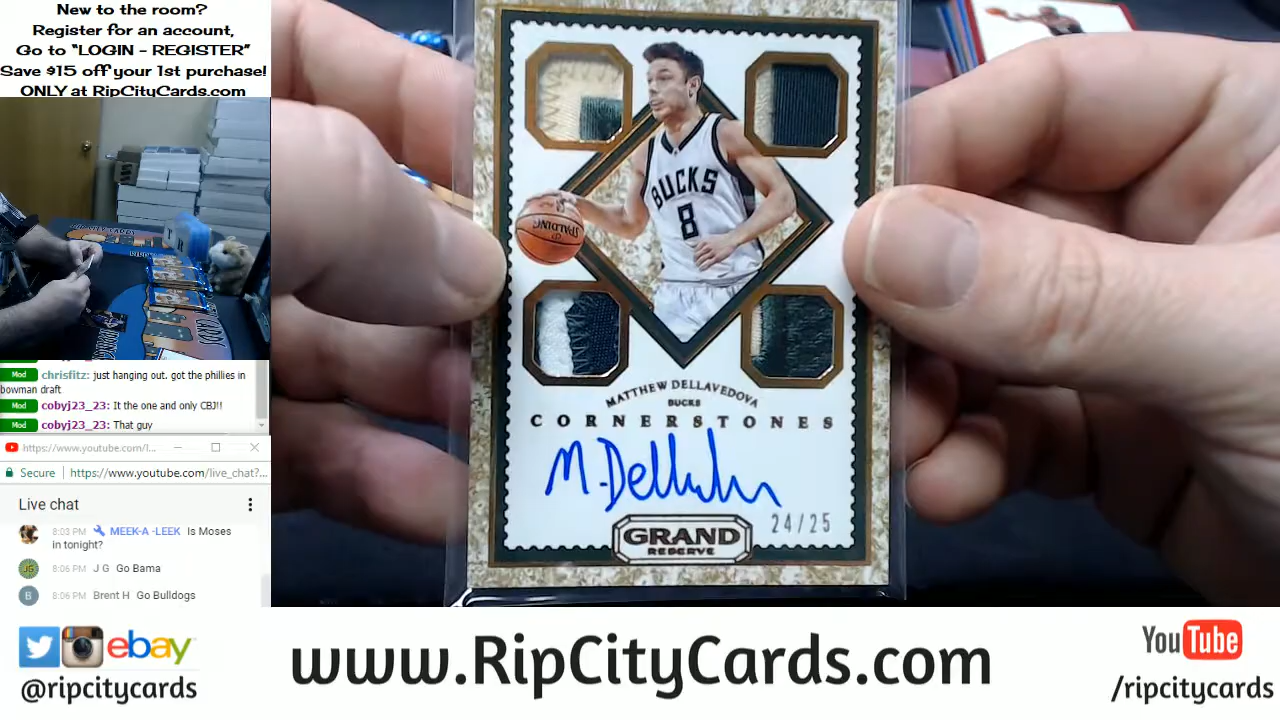 New to the room?
Register for an account,
Go to “LOGIN - REGISTER”
Save $15 off your 1st purchase!
ONLY at RipCityCards.com
Mod chrisfitz: just hanging out. got the phillies in
bowman draft
Mod cobyj23_23: It the one and only CBJ!!
Mod cobyj23_23: That guy
https://www.youtube.com/l...
Secure https://www.youtube.com/live_chat?...
Live chat
8:03 PM MEEK-A -LEEK Is Moses
in tonight?
JG 8:06 PM J G Go Bama
B 8:06 PM Brent H Go Bulldogs
ebay
@ripcitycards
www.RipCityCards.com
YouTube
/ripcitycards
BUCKS
8
SPALDING
MATTHEW DELLAVEDOVA
BUCKS
CORNERSTONES
24/25
GRAND
RESERVE